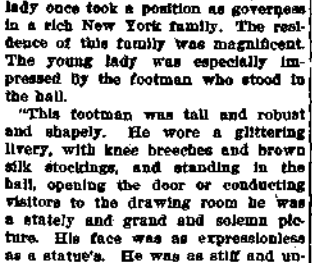 lady once took a position as governess
in a rich New York family. The resi-
dence of this family was magnificent.
The young lady was especially im-
pressed by the footman who stood in
the hall.
"This footman was tall and robust
and shapely. He wore a glittering
livery, with knee breeches and brown
silk stockings, and standing in the
hall, opening the door or conducting
visitors to the drawing room he was
a stately and grand and solemn pic-
ture. His face was as expressionless
as a statue's. He was as stiff and un-